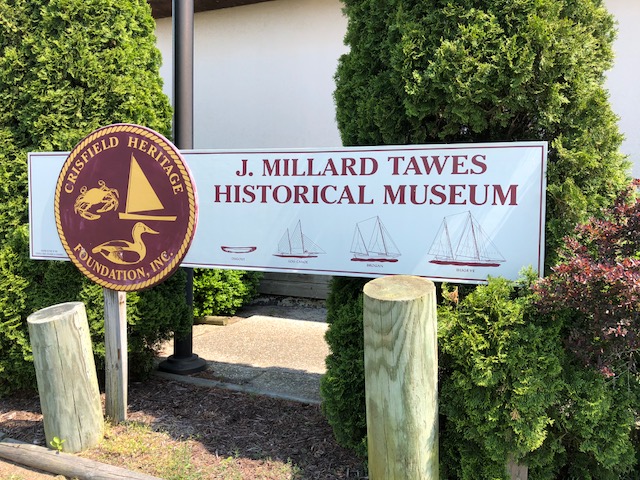 CRISFIELD HERITAGE
FOUNDATION, INC.
J. MILLARD TAWES
HISTORICAL MUSEUM